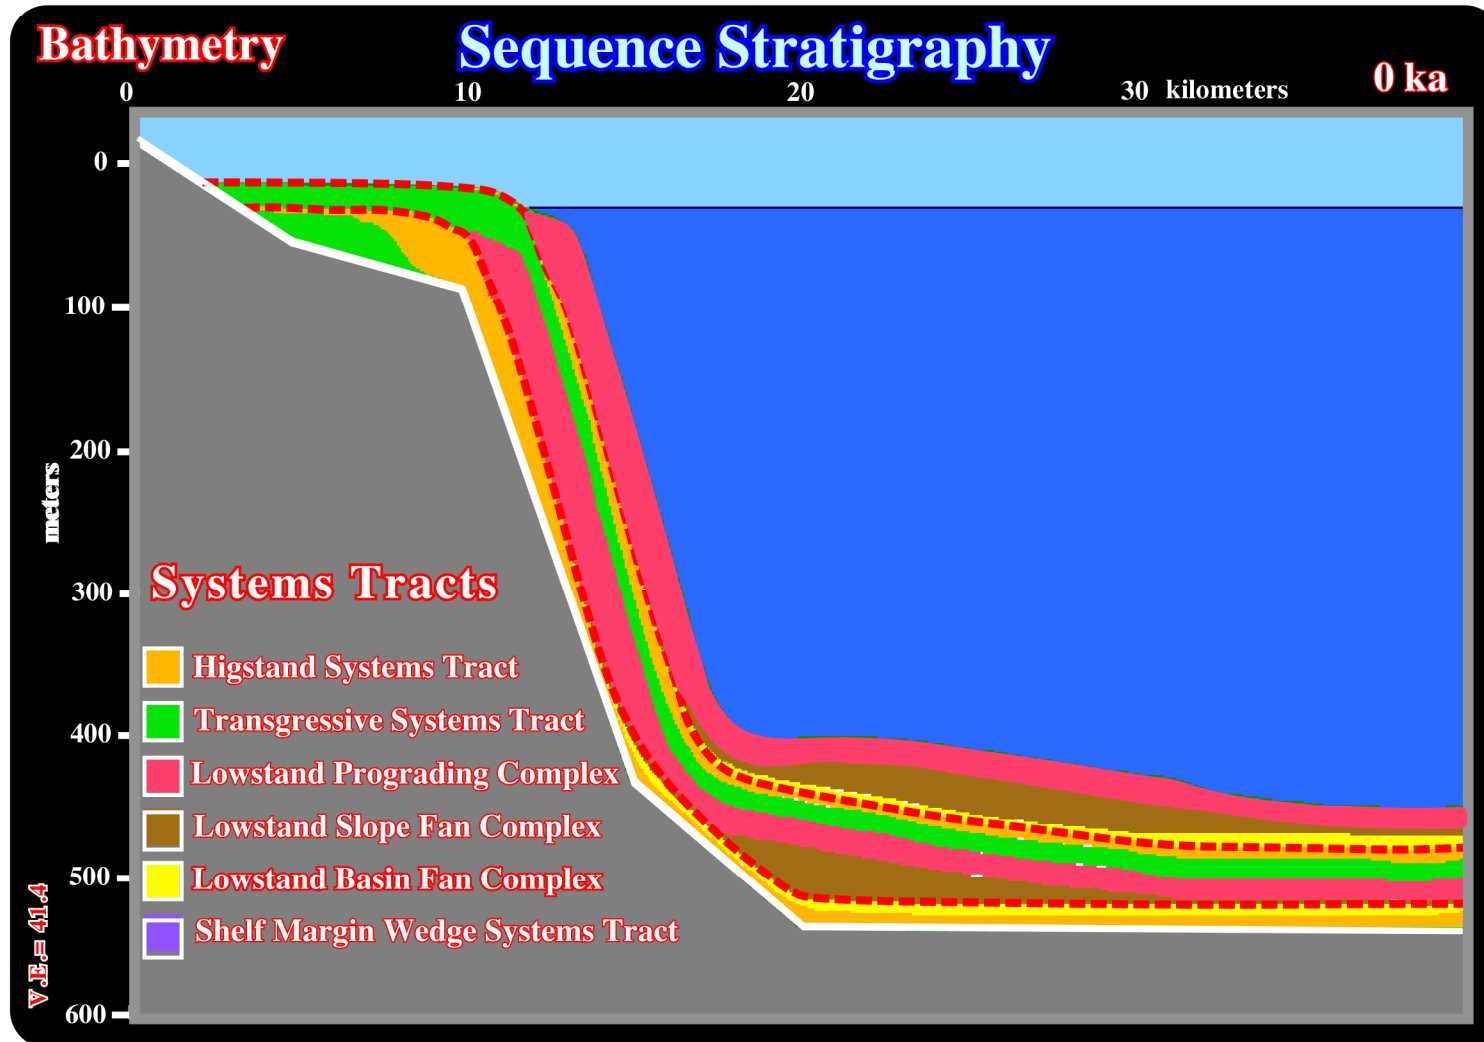 Bathymetry
Sequence Stratigraphy
0 ka
0
10
20
30 kilometers
0
100
200
300
400
500
600
meters
V.E.= 41.4
Systems Tracts
Higstand Systems Tract
Transgressive Systems Tract
Lowstand Prograding Complex
Lowstand Slope Fan Complex
Lowstand Basin Fan Complex
Shelf Margin Wedge Systems Tract